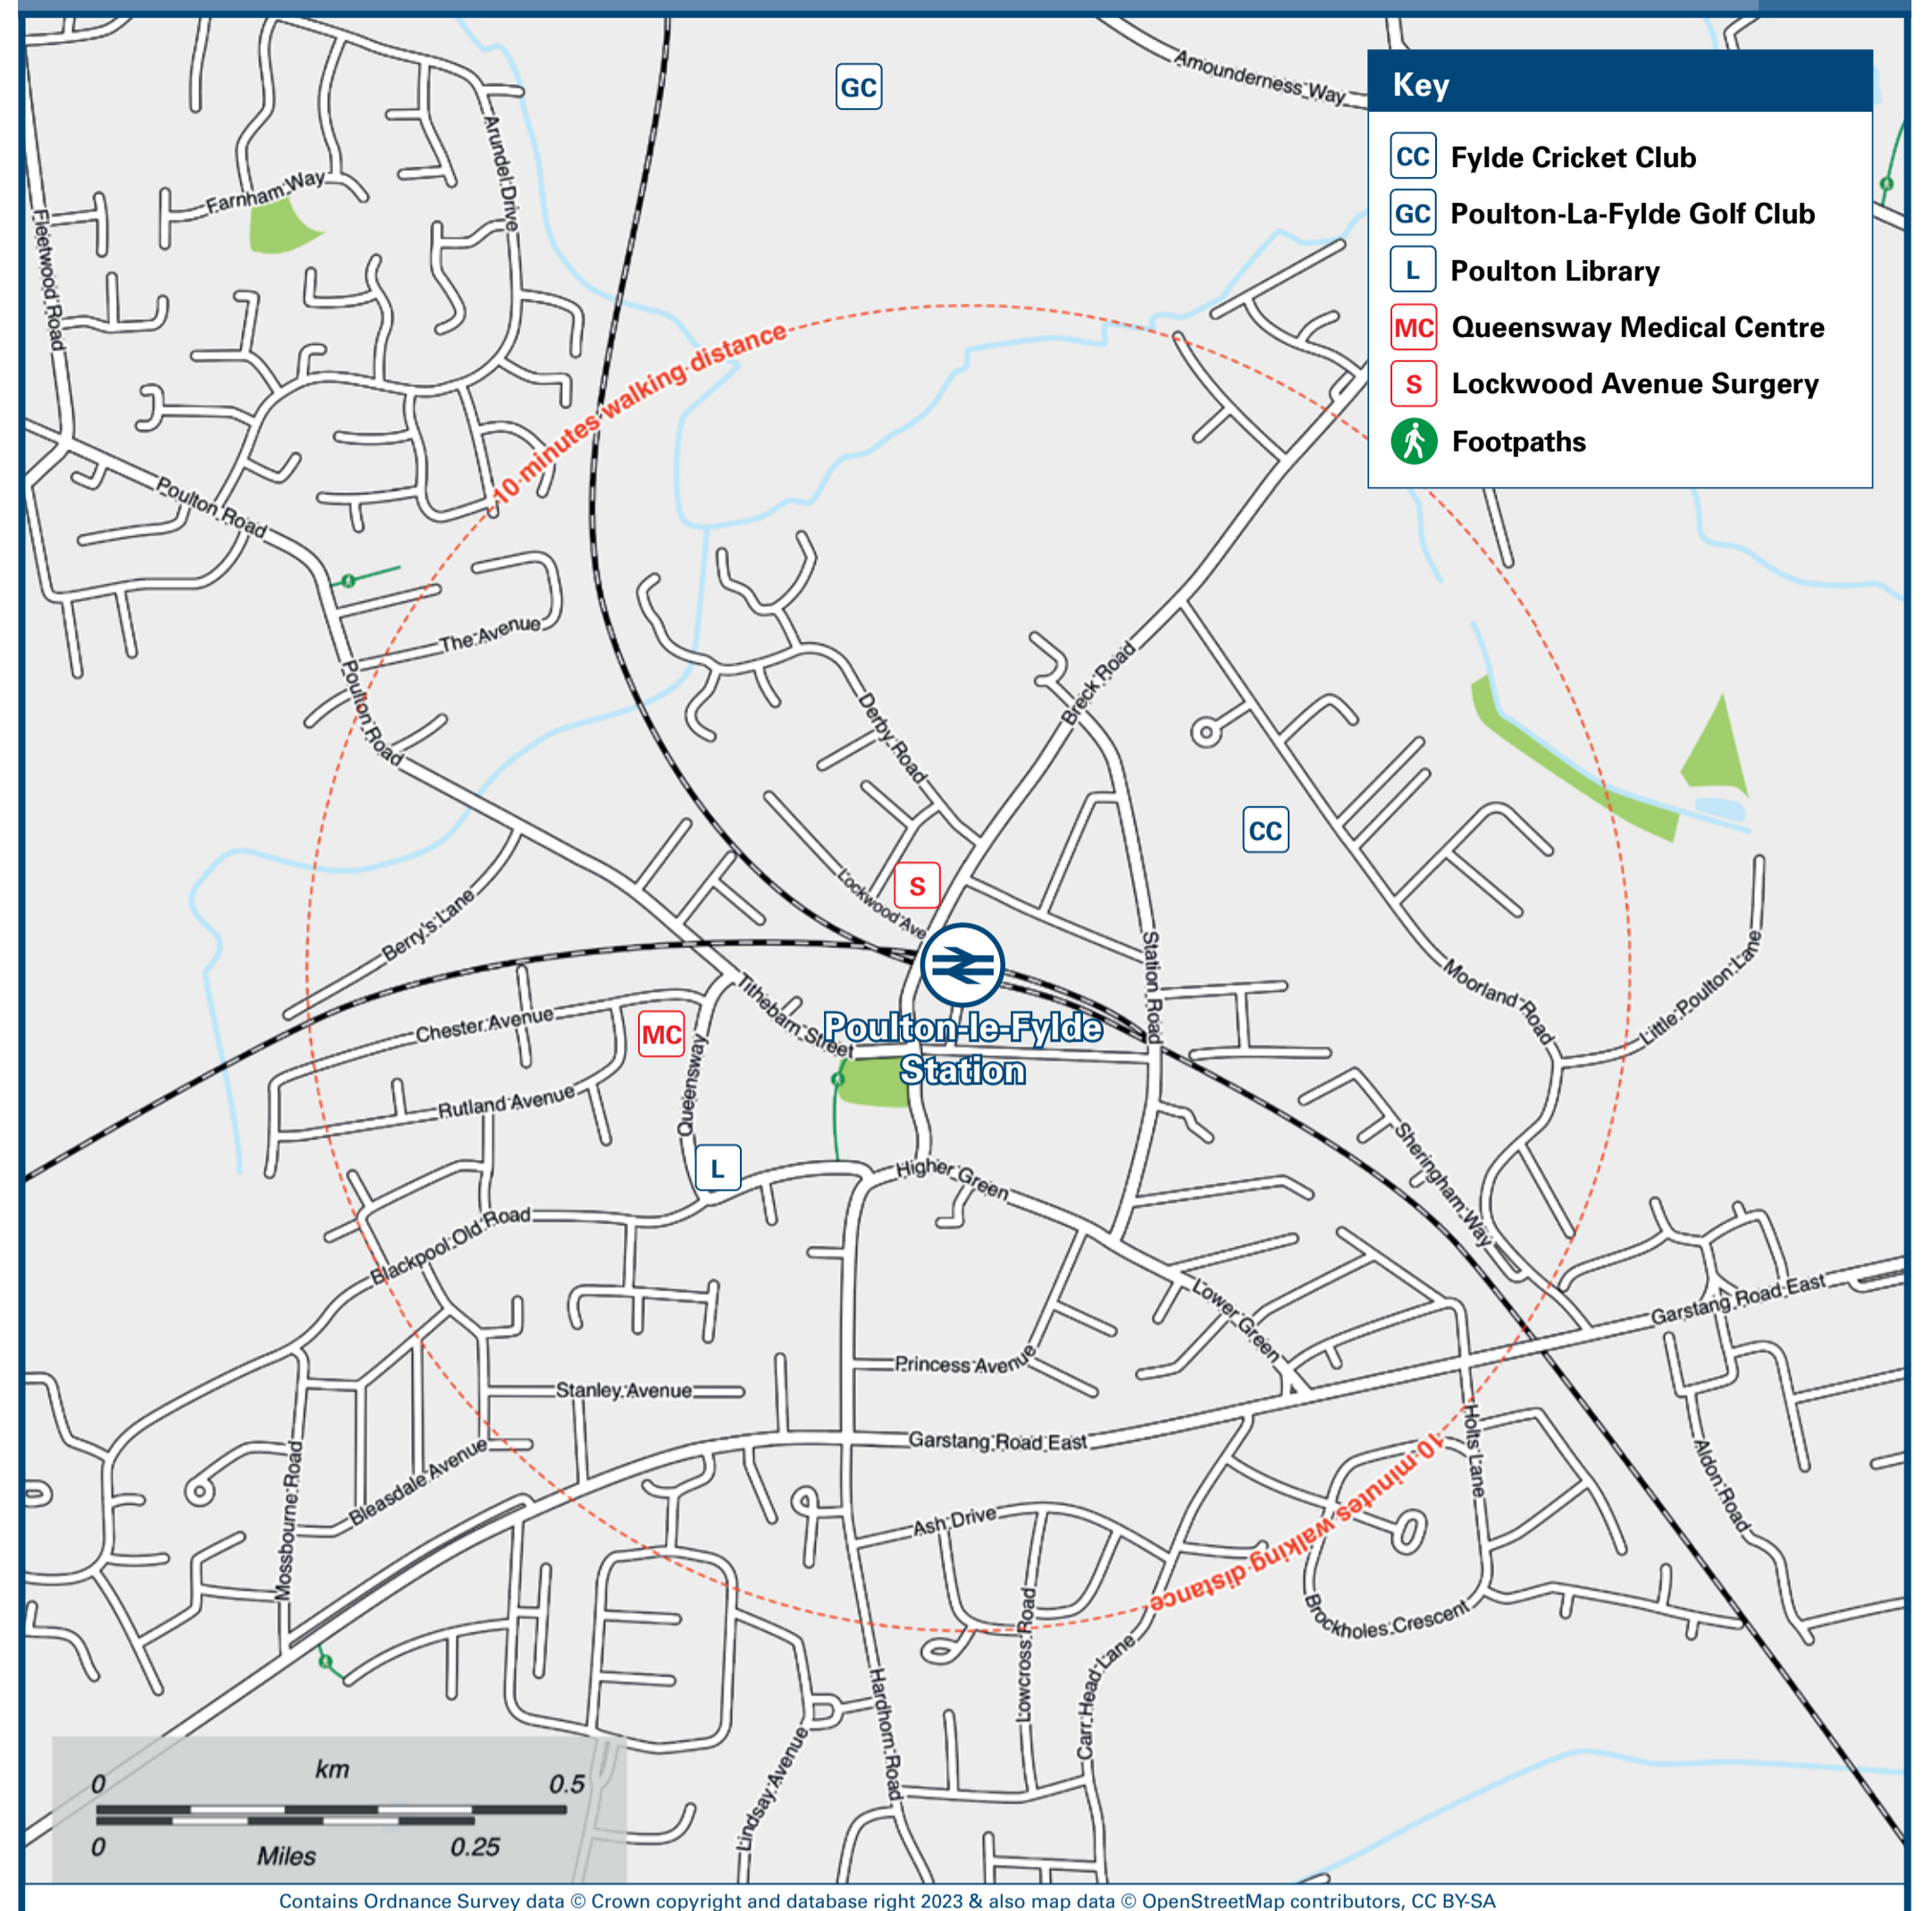 GC
Amounderness Way
Key
CC Fylde Cricket Club
GC Poulton-La-Fylde Golf Club
L Poulton Library
MC Queensway Medical Centre
S Lockwood Avenue Surgery
Footpaths
Arundel Drive
Farnham Way
Fleetwood Road
10 minutes walking distance
Poulton Road
The Avenue
Poulton Road
Breck Road
Derby Road
CC
Lockwood Ave
S
Berry's Lane
Station Road
Moorland Road
Little Poulton Lane
Tithebarn Street
Chester Avenue
MC
Poulton-le-Fylde
Station
Queensway
Rutland Avenue
L
Higher Green
Sheringham Way
Blackpool Old Road
Lower Green
Garstang Road East
Princess Avenue
Stanley Avenue
Garstang Road East
Holts Lane
Aldon Road
Mossbourne Road
Bleasdale Avenue
10 minutes walking distance
Ash Drive
Brockholes Crescent
Lowcross Road
Carr Head Lane
Hardhorn Road
Lindsay Avenue
km
0 0.5
0 0.25
Miles
Contains Ordnance Survey data © Crown copyright and database right 2023 & also map data © OpenStreetMap contributors, CC BY-SA